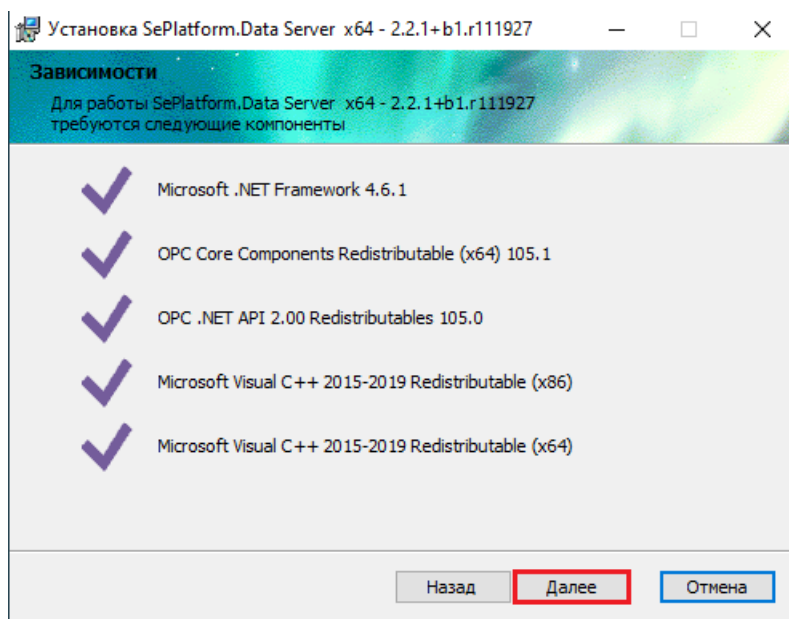 Установка SePlatform.Data Server x64 - 2.2.1+b1.r111927
Зависимости
Для работы SePlatform.Data Server x64 - 2.2.1+b1.r111927
требуются следующие компоненты
Microsoft .NET Framework 4.6.1
OPC Core Components Redistributable (x64) 105.1
OPC .NET API 2.00 Redistributables 105.0
Microsoft Visual C++ 2015-2019 Redistributable (x86)
Microsoft Visual C++ 2015-2019 Redistributable (x64)
Назад Далее Отмена